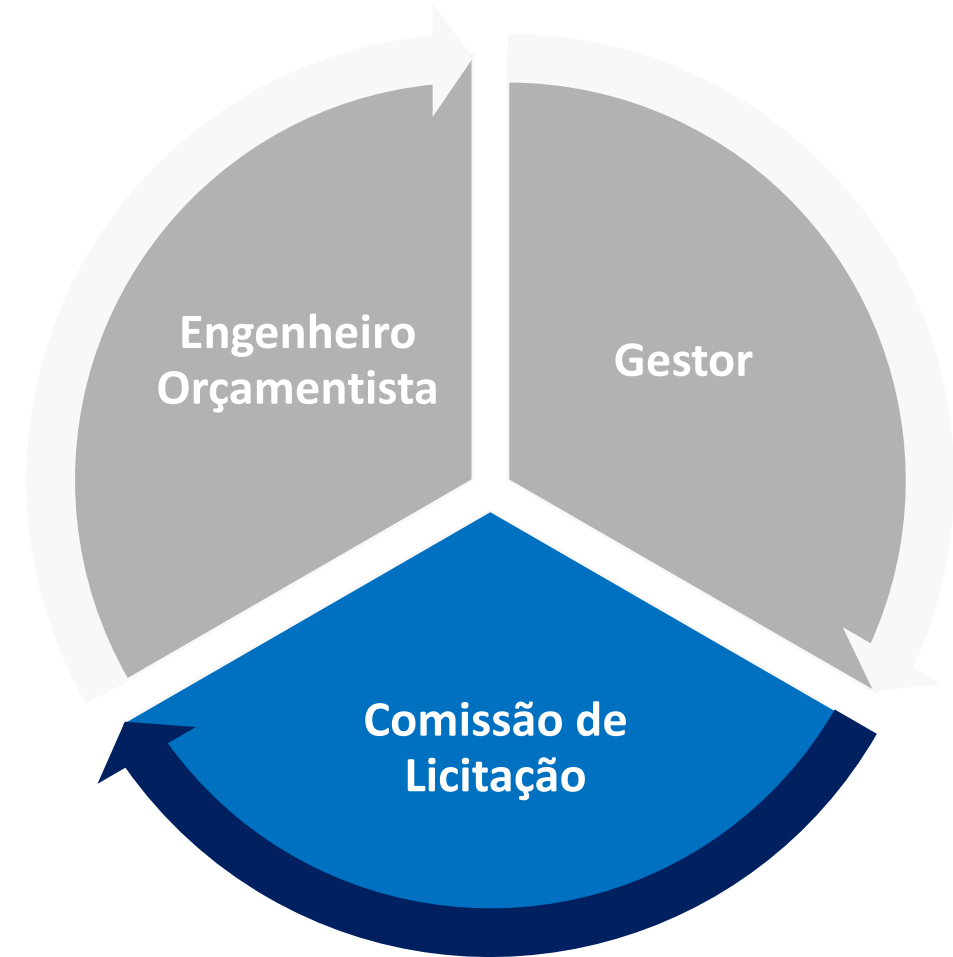 Engenheiro
Orçamentista
Gestor
Comissão de
Licitação